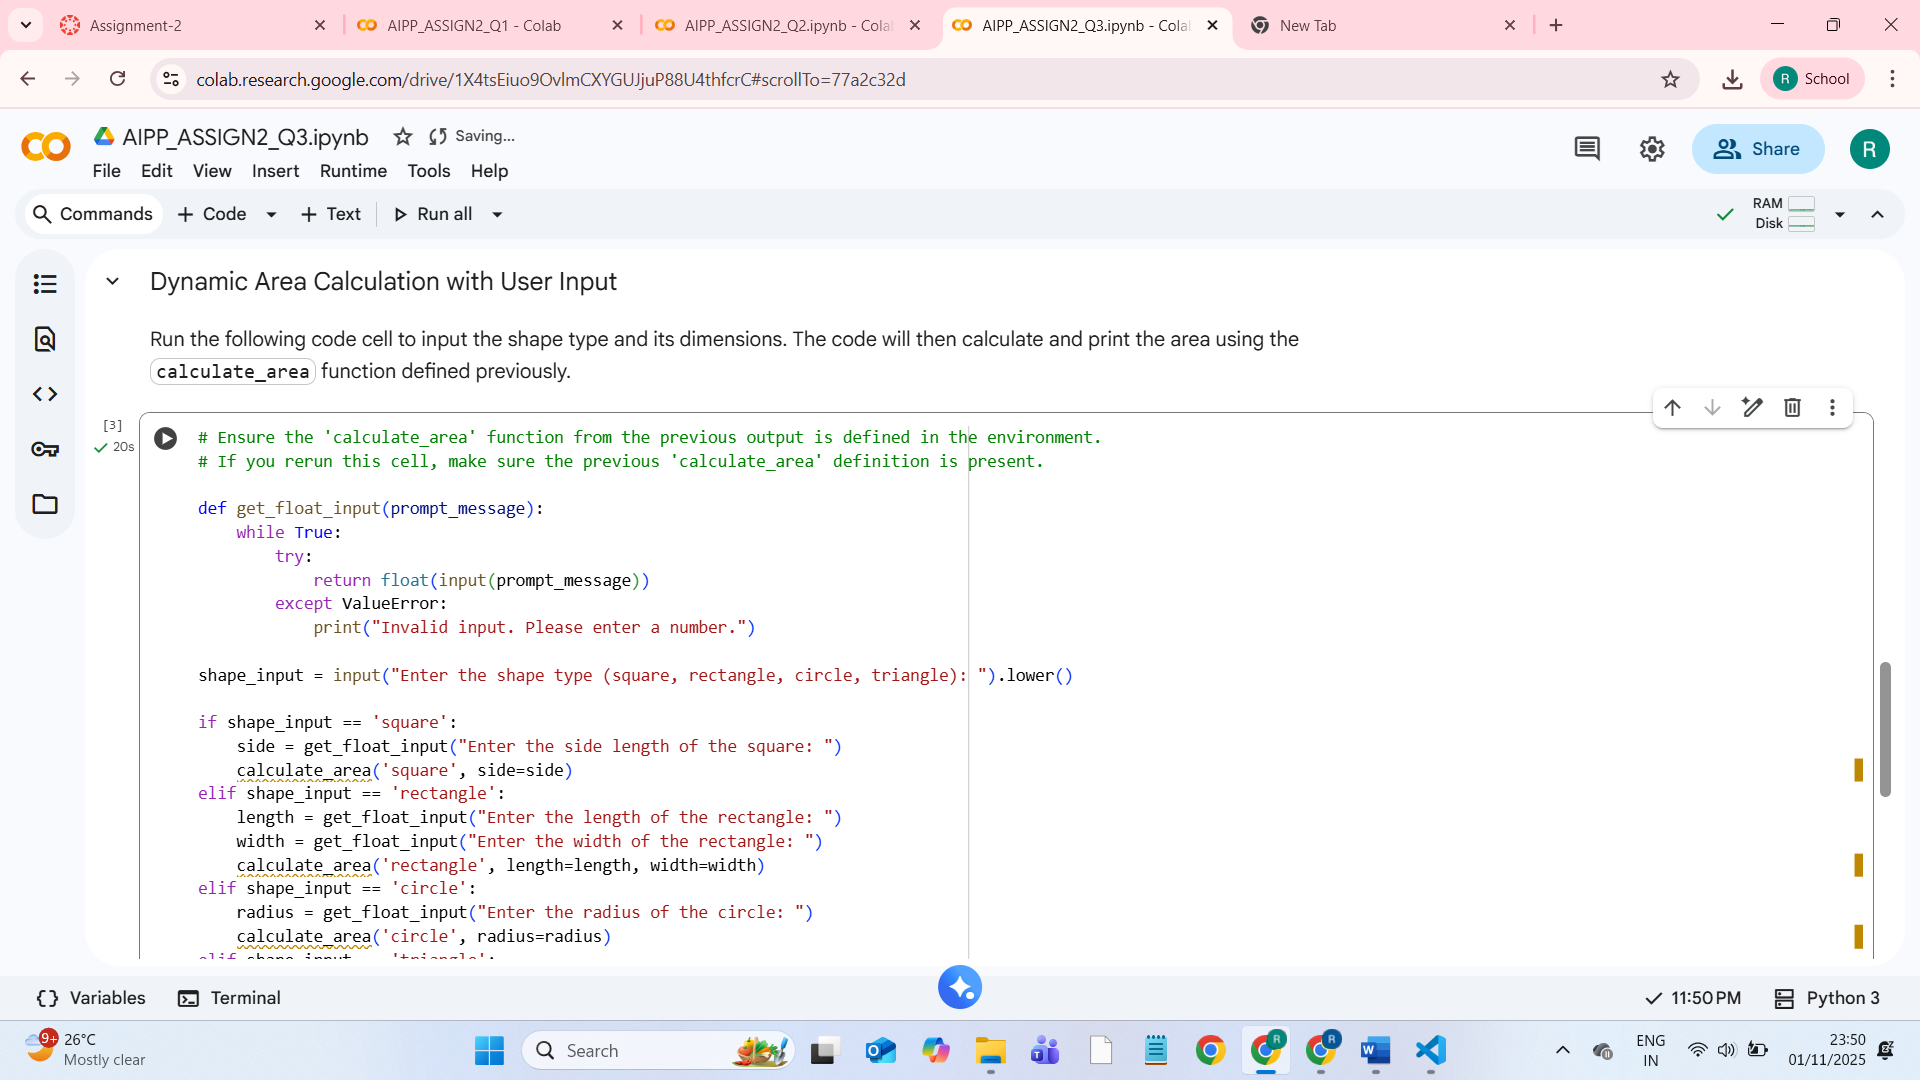 Assignment-2
AIPP_ASSIGN2_Q1 - Colab
AIPP_ASSIGN2_Q2.ipynb - Cola
AIPP_ASSIGN2_Q3.ipynb - Cola
New Tab
colab.research.google.com/drive/1X4tsEiuo9OvlmCXYGUJjuP88U4thfcrC#scrollTo=77a2c32d
R School
AIPP_ASSIGN2_Q3.ipynb
Saving...
File Edit View Insert Runtime Tools Help
Share
R
Commands + Code + Text Run all
RAM
Disk
Dynamic Area Calculation with User Input
Run the following code cell to input the shape type and its dimensions. The code will then calculate and print the area using the
calculate_area function defined previously.
[3]
20s
# Ensure the 'calculate_area' function from the previous output is defined in the environment.
# If you rerun this cell, make sure the previous 'calculate_area' definition is present.
def get_float_input(prompt_message):
    while True:
        try:
            return float(input(prompt_message))
        except ValueError:
            print("Invalid input. Please enter a number.")
shape_input = input("Enter the shape type (square, rectangle, circle, triangle): ").lower()
if shape_input == 'square':
    side = get_float_input("Enter the side length of the square: ")
    calculate_area('square', side=side)
elif shape_input == 'rectangle':
    length = get_float_input("Enter the length of the rectangle: ")
    width = get_float_input("Enter the width of the rectangle: ")
    calculate_area('rectangle', length=length, width=width)
elif shape_input == 'circle':
    radius = get_float_input("Enter the radius of the circle: ")
    calculate_area('circle', radius=radius)
elif shape_input == 'triangle':
Variables
Terminal
11:50 PM
Python 3
9+
26°C
Mostly clear
Search
R
R
ENG
IN
23:50
01/11/2025